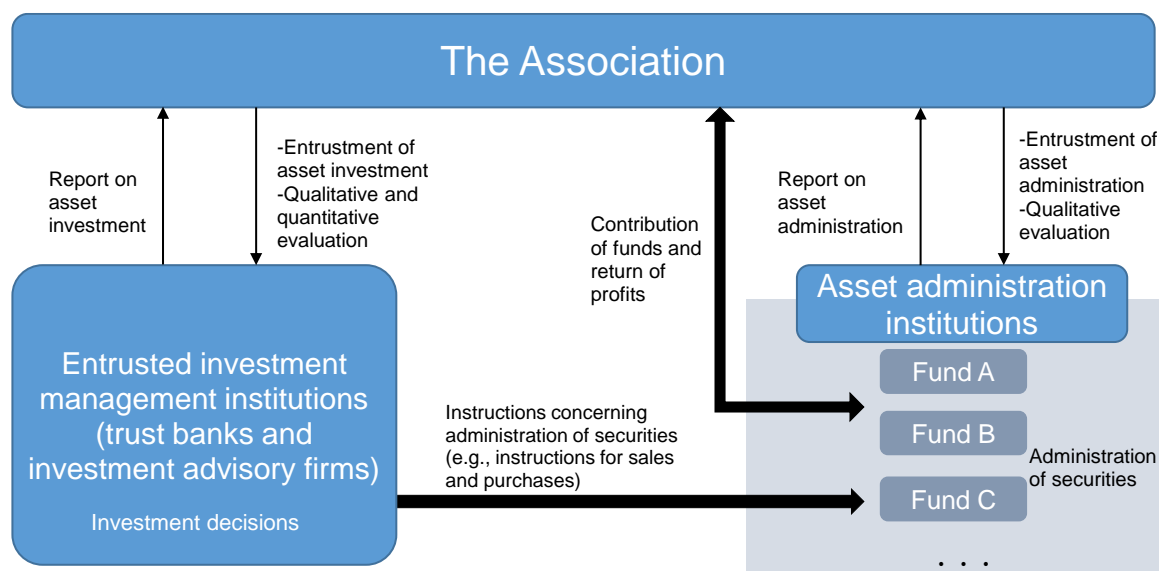 The Association
Report on
asset
investment
-Entrustment of
asset investment
-Qualitative and
quantitative
evaluation
Contribution
of funds and
return of
profits
Report on
asset
administration
-Entrustment of
asset
administration
-Qualitative
evaluation
Entrusted investment
management institutions
(trust banks and
investment advisory firms)
Investment decisions
Instructions concerning
administration of securities
(e.g., instructions for sales
and purchases)
Asset administration
institutions
Fund A
Fund B
Fund C
Administration
of securities
. . .